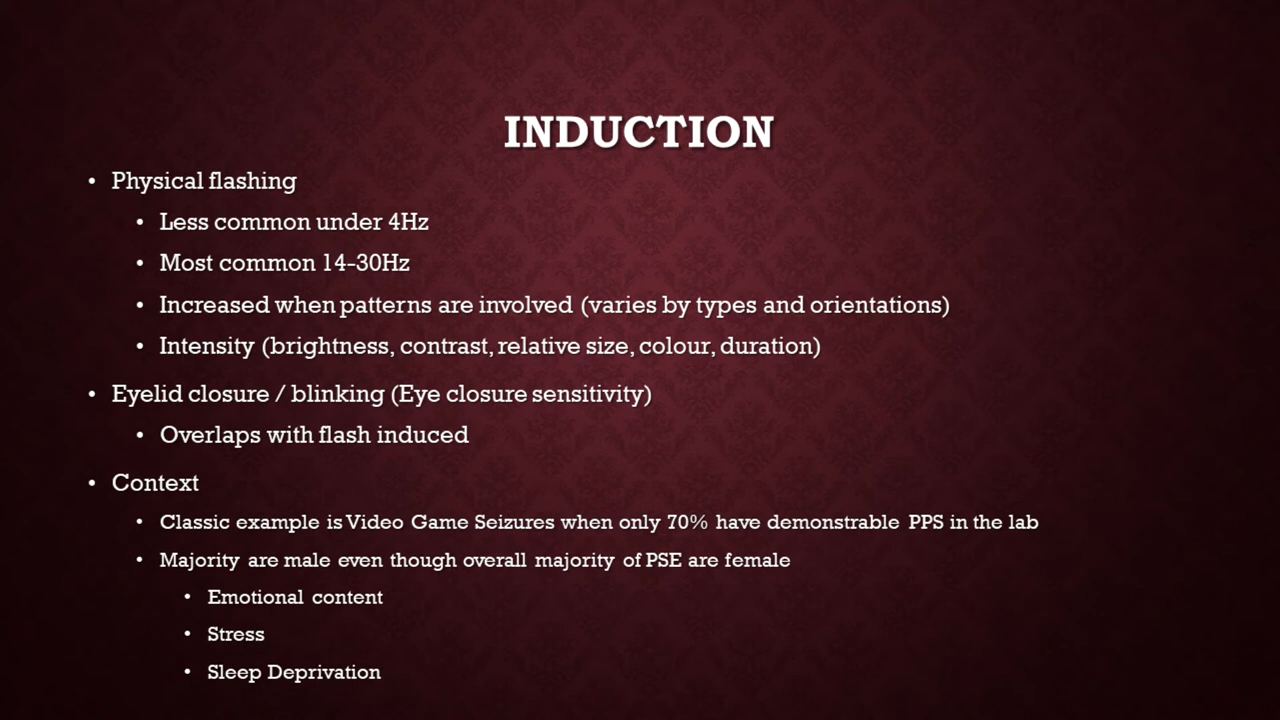 INDUCTION
• Physical flashing
• Less common under 4Hz
• Most common 14-30Hz
• Increased when patterns are involved (varies by types and orientations)
• Intensity (brightness, contrast, relative size, colour, duration)
• Eyelid closure / blinking (Eye closure sensitivity)
• Overlaps with flash induced
• Context
• Classic example is Video Game Seizures when only 70% have demonstrable PPS in the lab
• Majority are male even though overall majority of PSE are female
• Emotional content
• Stress
• Sleep Deprivation